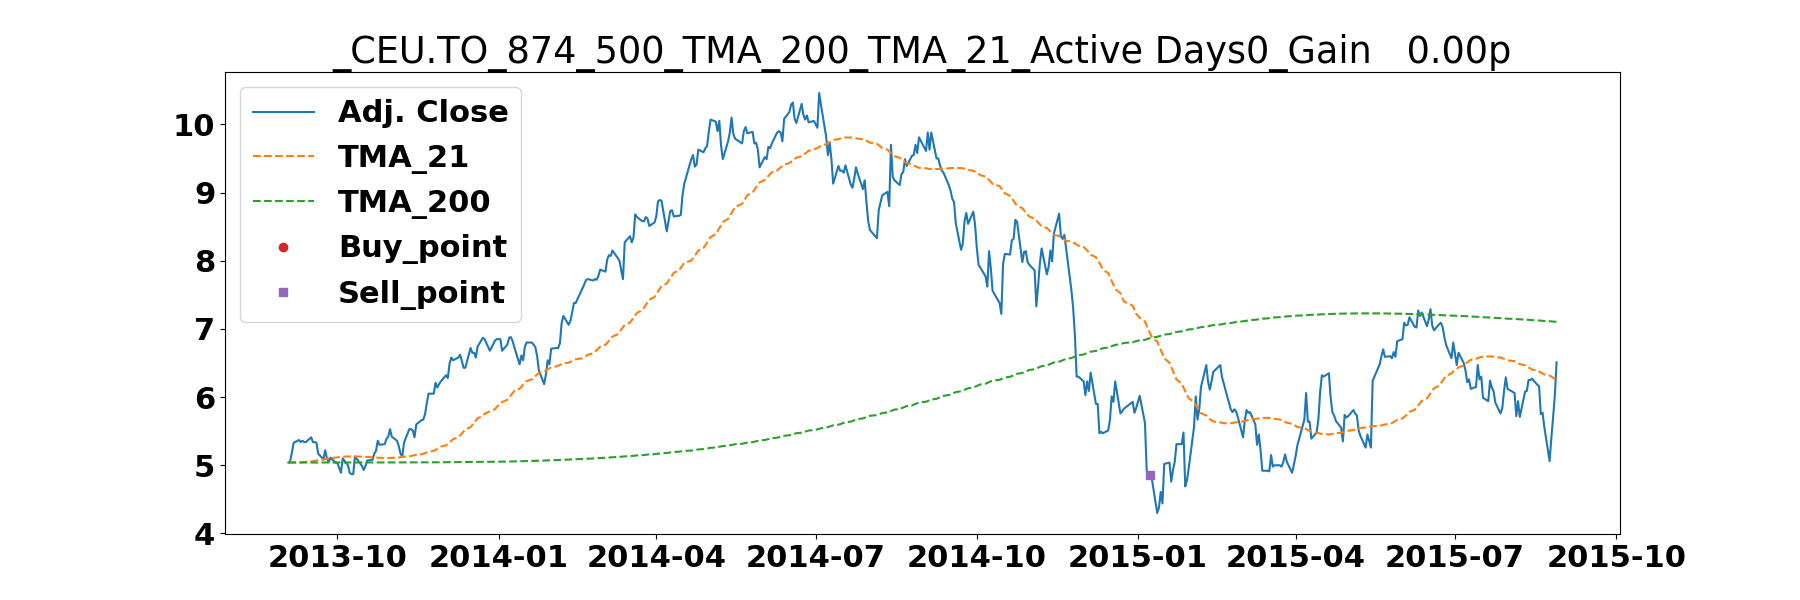 _CEU.TO_874_500_TMA_200_TMA_21_Active Days0_Gain   0.00p
Adj. Close
TMA_21
TMA_200
Buy_point
Sell_point
10
9
8
7
6
5
4
2013-10 2014-01 2014-04 2014-07 2014-10 2015-01 2015-04 2015-07 2015-10